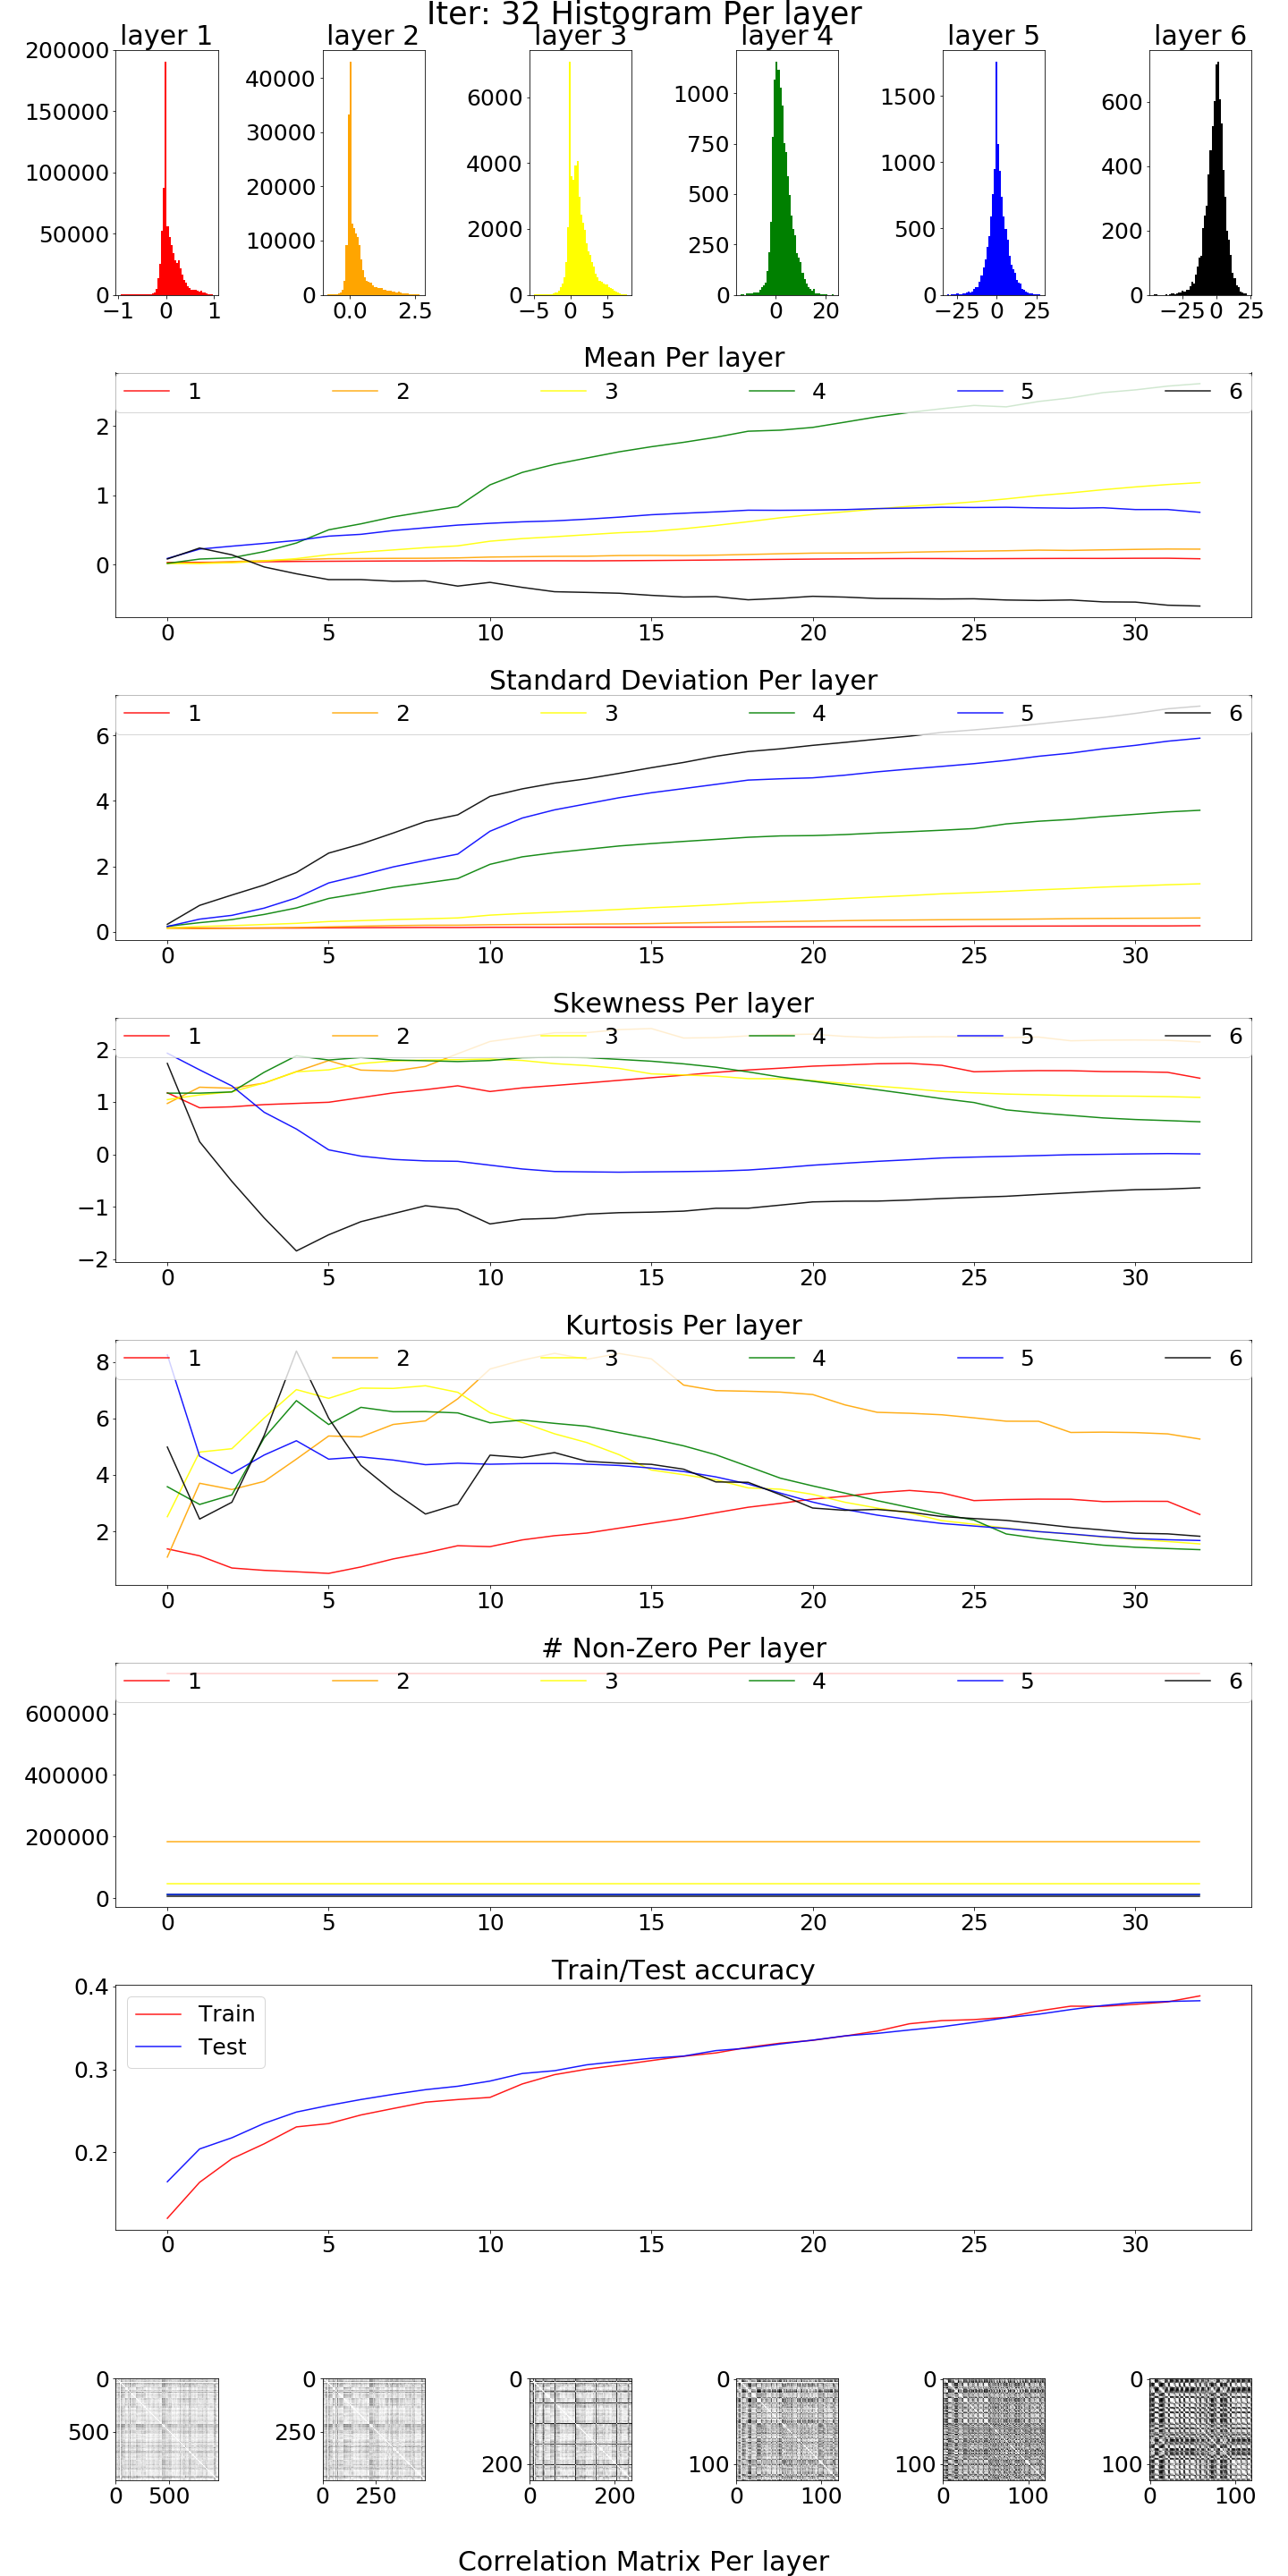 Iter: 32 Histogram Per layer
layer 1 layer 2 layer 3 layer 4 layer 5 layer 6
200000
150000
100000
50000
0
−1 0 1
40000
30000
20000
10000
0
0.0 2.5
6000
4000
2000
0
−5 0 5
1000
750
500
250
0
0 20
1500
1000
500
0
−25 0 25
600
400
200
0
−25 0 25
Mean Per layer
1 2 3 4 5 6
2
1
0
0 5 10 15 20 25 30
Standard Deviation Per layer
1 2 3 4 5 6
6
4
2
0
0 5 10 15 20 25 30
Skewness Per layer
1 2 3 4 5 6
2
1
0
−1
−2
0 5 10 15 20 25 30
Kurtosis Per layer
1 2 3 4 5 6
8
6
4
2
0 5 10 15 20 25 30
# Non-Zero Per layer
1 2 3 4 5 6
600000
400000
200000
0
0 5 10 15 20 25 30
Train/Test accuracy
Train
Test
0.4
0.3
0.2
0 5 10 15 20 25 30
0
500
0 500
0
250
0 250
0
200
0 200
0
100
0 100
0
100
0 100
0
100
0 100
Correlation Matrix Per layer